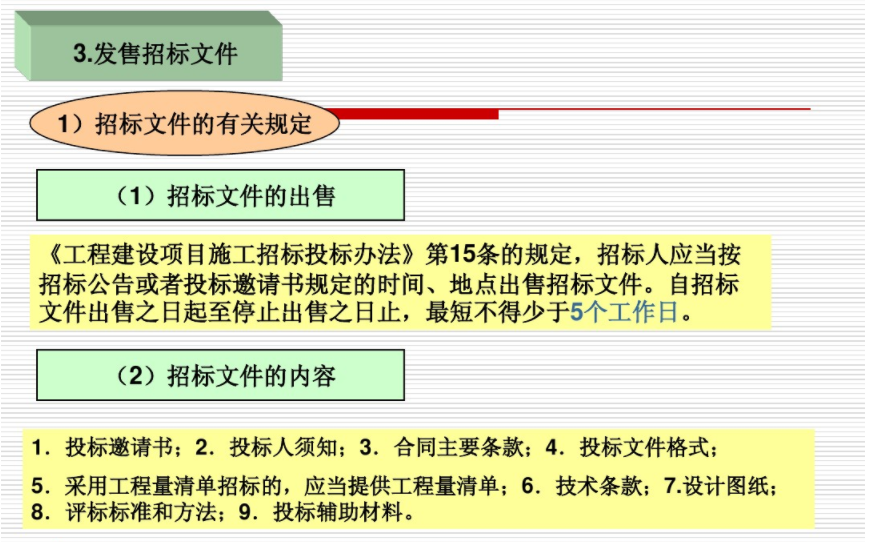 3.发售招标文件
1）招标文件的有关规定
（1）招标文件的出售
《工程建设项目施工招标投标办法》第15条的规定，招标人应当按
招标公告或者投标邀请书规定的时间、地点出售招标文件。自招标
文件出售之日起至停止出售之日止，最短不得少于5个工作日。
（2）招标文件的内容
1．投标邀请书；2．投标人须知；3．合同主要条款；4．投标文件格式；
5．采用工程量清单招标的，应当提供工程量清单；6．技术条款；7.设计图纸；
8．评标标准和方法；9．投标辅助材料。